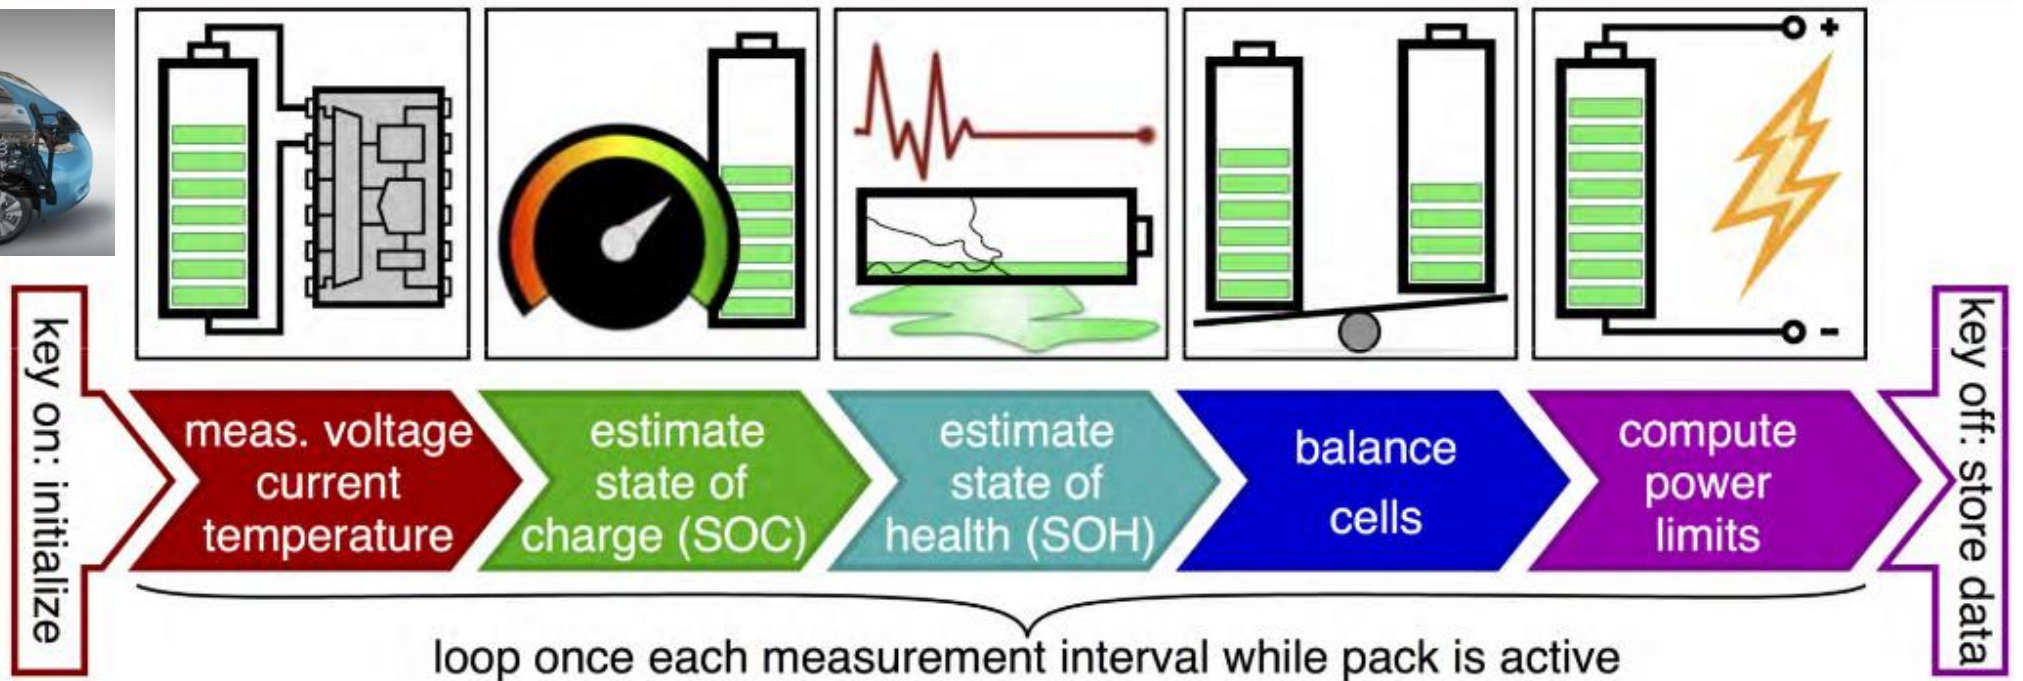 +
-
key on: initialize
meas. voltage
current
temperature
estimate
state of
charge (SOC)
estimate
state of
health (SOH)
balance
cells
compute
power
limits
key off: store data
loop once each measurement interval while pack is active